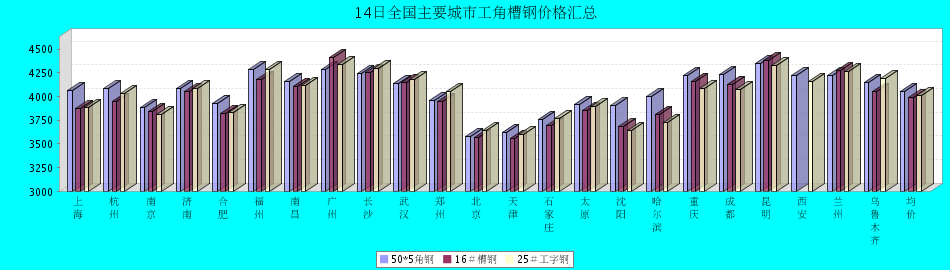 14日全国主要城市工角槽钢价格汇总
4500
4250
4000
3750
3500
3250
3000
上海
杭州
南京
济南
合肥
福州
南昌
广州
长沙
武汉
郑州
北京
天津
石家庄
太原
沈阳
哈尔滨
重庆
成都
昆明
西安
兰州
乌鲁木齐
均价
50*5角钢
16#槽钢
25#工字钢